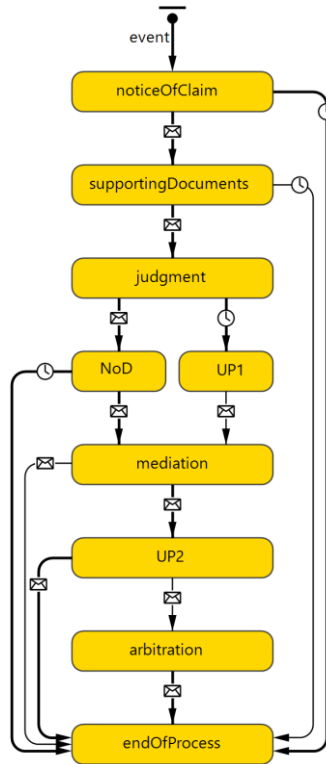 event
noticeOfClaim
supportingDocuments
judgment
NoD UP1
mediation
UP2
arbitration
endOfProcess